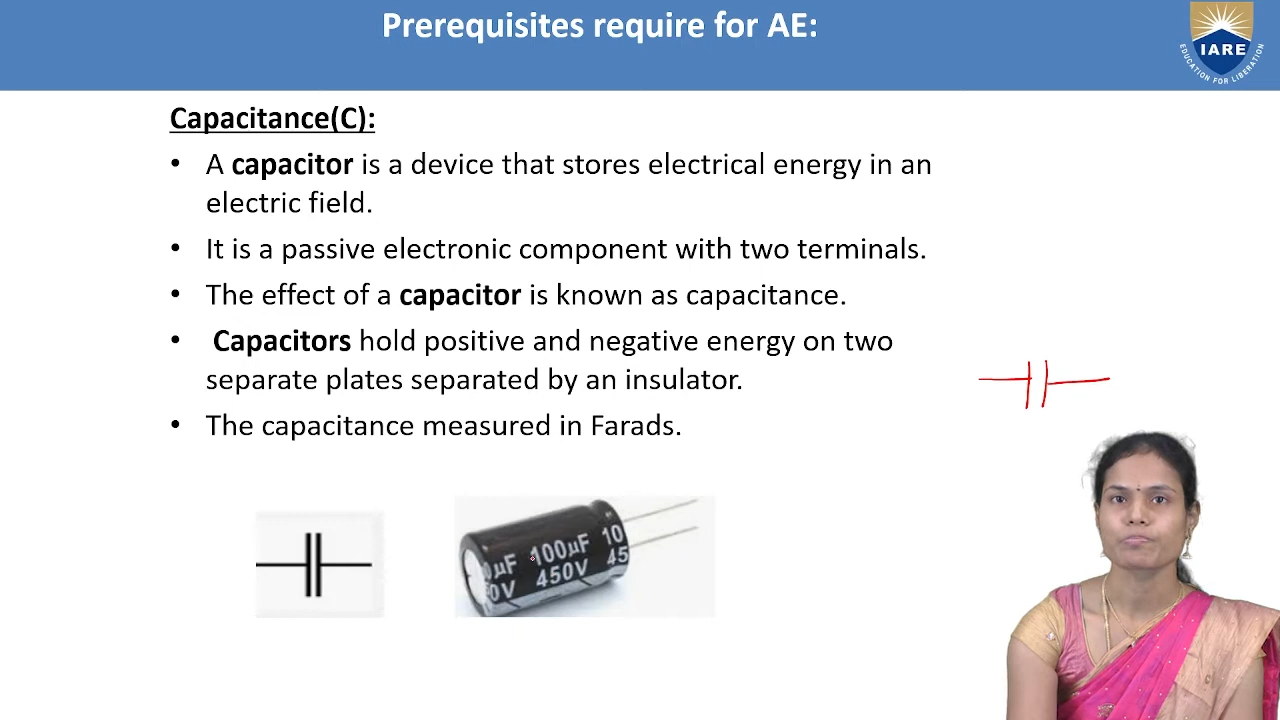 Prerequisites require for AE:
IARE
EDUCATION FOR LIBERATION
Capacitance(C):
• A capacitor is a device that stores electrical energy in an
electric field.
• It is a passive electronic component with two terminals.
• The effect of a capacitor is known as capacitance.
• Capacitors hold positive and negative energy on two
separate plates separated by an insulator.
• The capacitance measured in Farads.
0µF 100µF 10
0V 450V 45